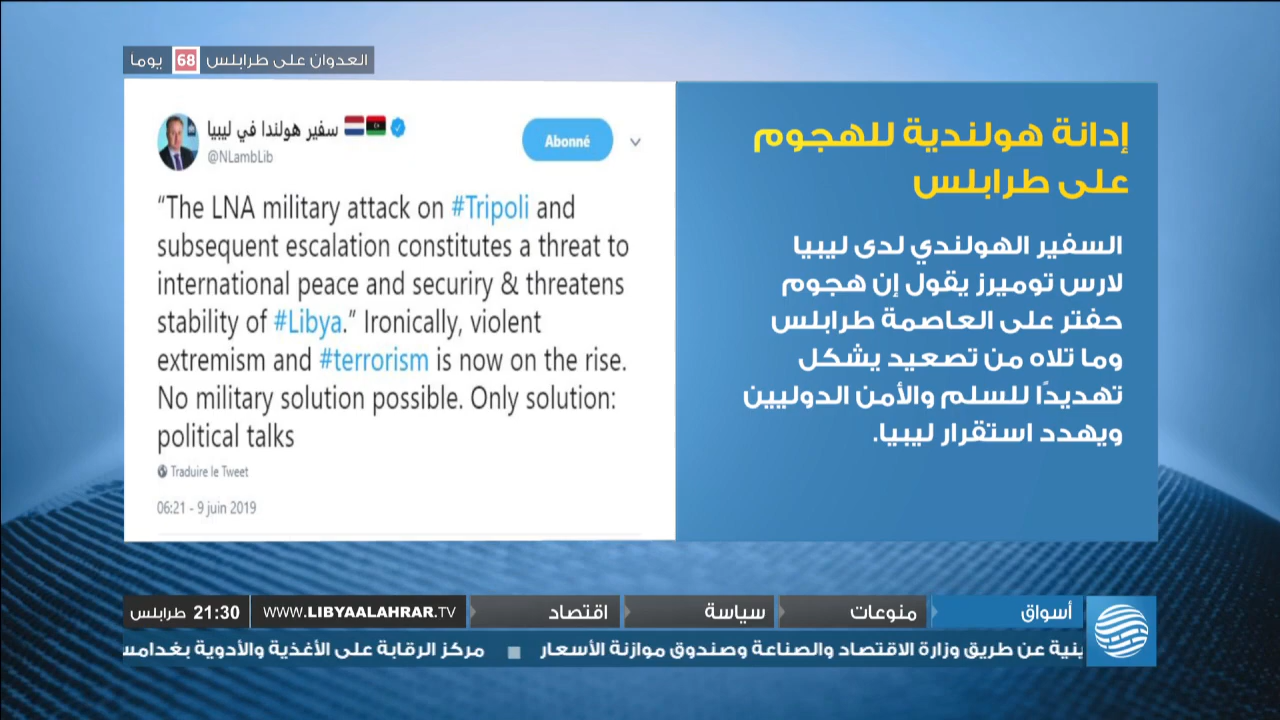 العدوان على طرابلس 68 يوماً
سفير هولندا في ليبيا
@NLambLib
Abonné
“The LNA military attack on #Tripoli and
subsequent escalation constitutes a threat to
international peace and securiry & threatens
stability of #Libya.” Ironically, violent
extremism and #terrorism is now on the rise.
No military solution possible. Only solution:
political talks
Traduire le Tweet
06:21 - 9 juin 2019
إدانة هولندية للهجوم
على طرابلس
السفير الهولندي لدى ليبيا
لارس توميرز يقول إن هجوم
حفتر على العاصمة طرابلس
وما تلاه من تصعيد يشكل
تهديدًا للسلم والأمن الدوليين
ويهدد استقرار ليبيا.
أسواق
منوعات
سياسة
اقتصاد
WWW.LIBYAALAHRAR.TV
21:30 طرابلس
ينية عن طريق وزارة الاقتصاد والصناعة وصندوق موازنة الأسعار ■ مركز الرقابة على الأغذية والأدوية بغدامس